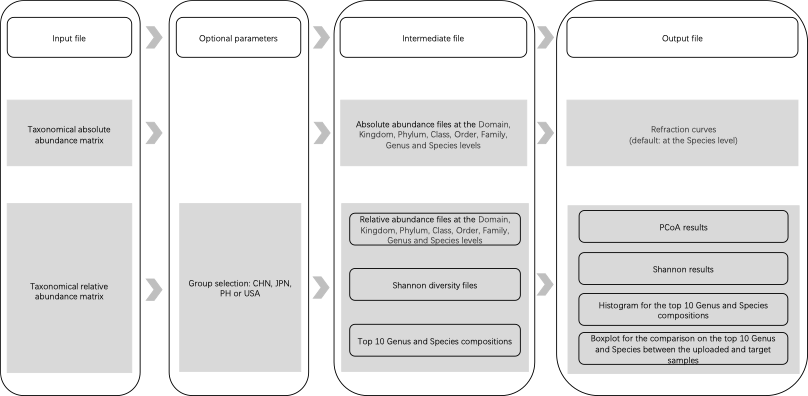 Input file
Optional parameters
Intermediate file
Output file
Taxonomical absolute
abundance matrix
Absolute abundance files at the Domain,
Kingdom, Phylum, Class, Order, Family,
Genus and Species levels
Refraction curves
(default: at the Species level)
Taxonomical relative
abundance matrix
Group selection: CHN, JPN,
PH or USA
Relative abundance files at the Domain,
Kingdom, Phylum, Class, Order, Family,
Genus and Species levels
Shannon diversity files
Top 10 Genus and Species compositions
PCoA results
Shannon results
Histogram for the top 10 Genus and Species
compositions
Boxplot for the comparison on the top 10 Genus
and Species between the uploaded and target
samples